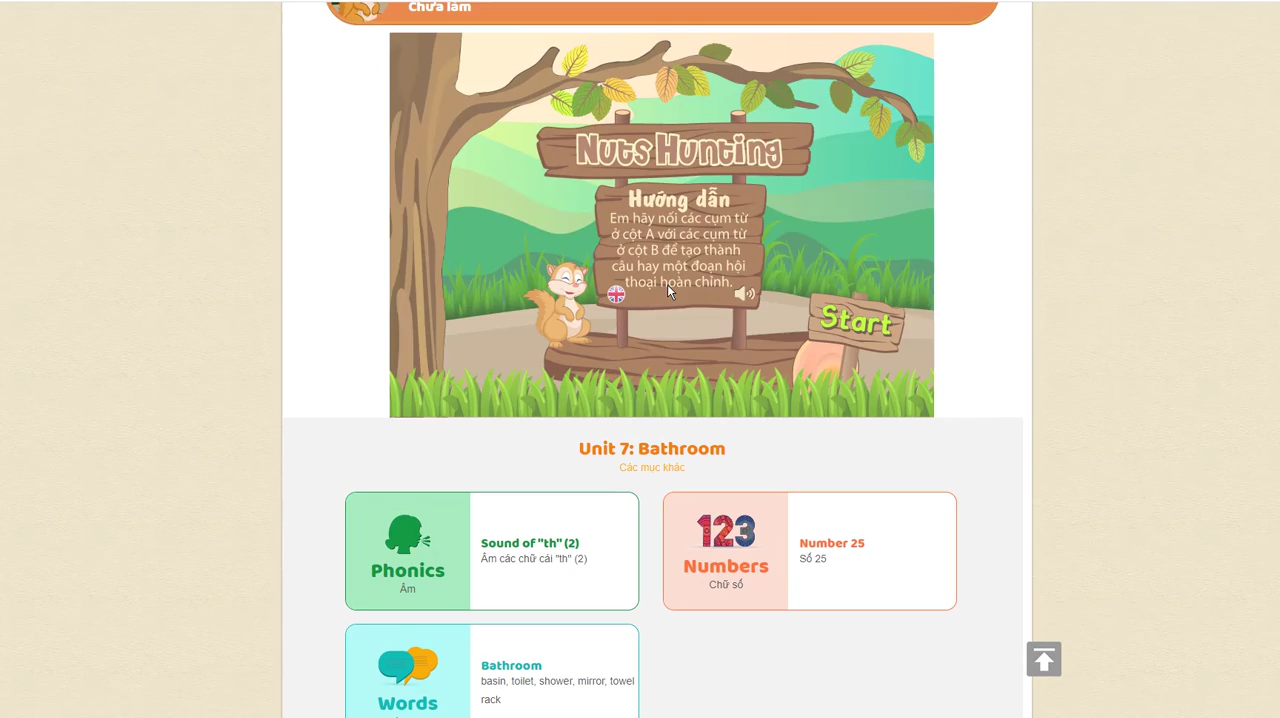 Chưa làm
Nuts Hunting
Hướng dẫn
Em hãy nối các cụm từ
ở cột A với các cụm từ
ở cột B để tạo thành
câu hay một đoạn hội
thoại hoàn chỉnh.
Start
Unit 7: Bathroom
Các mục khác
Phonics
Âm
Sound of "th" (2)
Âm các chữ cái "th" (2)
123
Numbers
Chữ số
Number 25
Số 25
Words
Bathroom
basin, toilet, shower, mirror, towel
rack